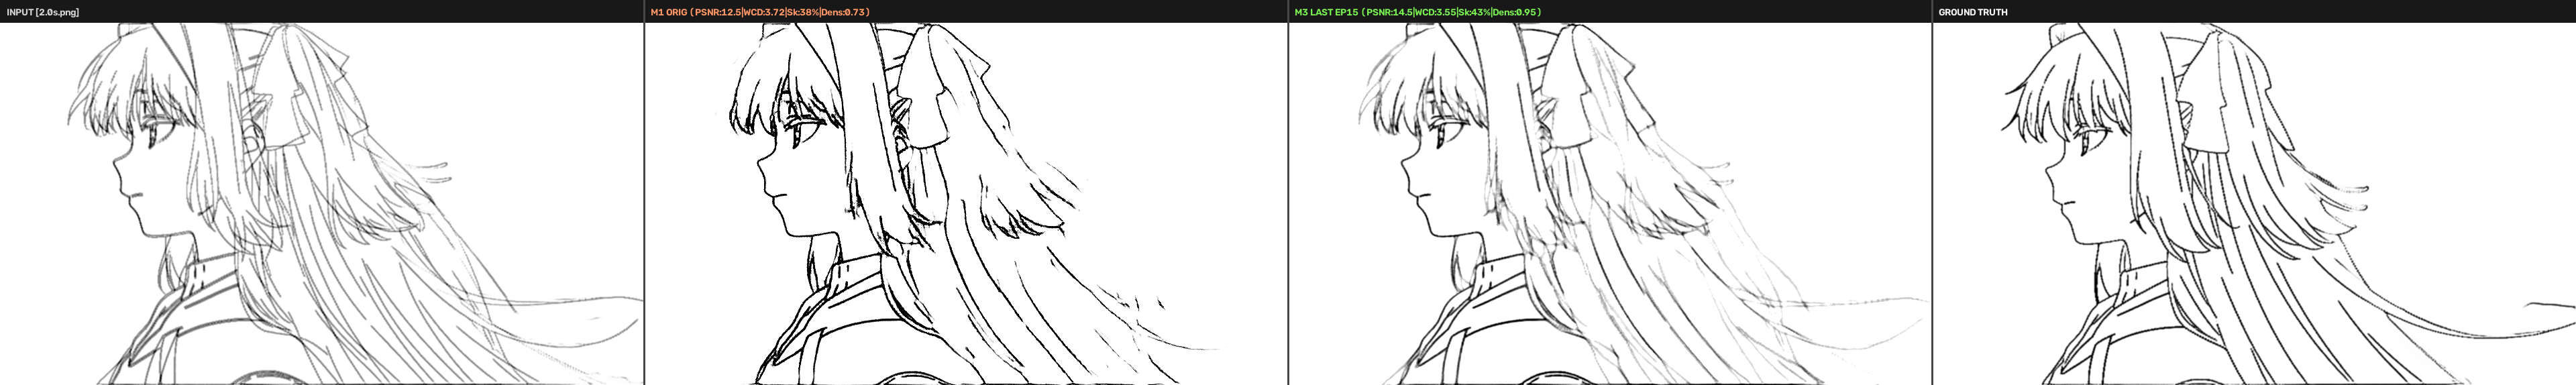 INPUT [2.0s.png]
M1 ORIG (PSNR:12.5|WCD:3.72|Sk:38%|Dens:0.73)
M3 LAST EP15 (PSNR:14.5|WCD:3.55|Sk:43%|Dens:0.95)
GROUND TRUTH